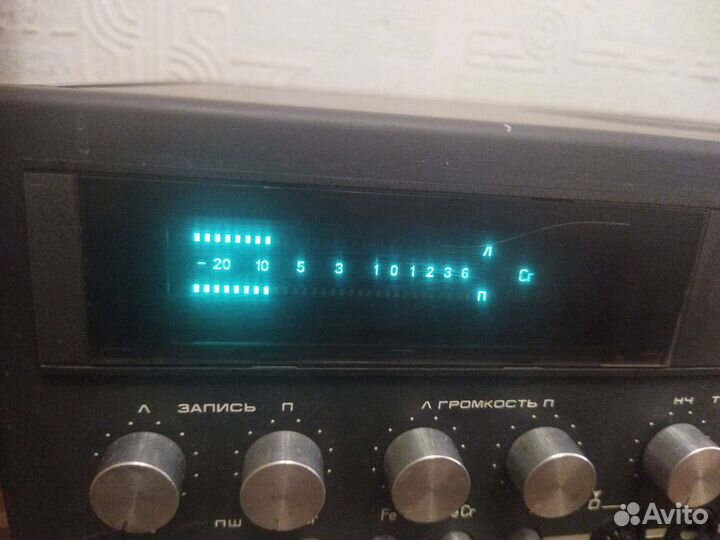 Л
- 20 10 5 3 1 0 1 2 3 6
Cr
П
Л ЗАПИСЬ П
Л ГРОМКОСТЬ П
НЧ
ПШ
Fe
Cr
Avito